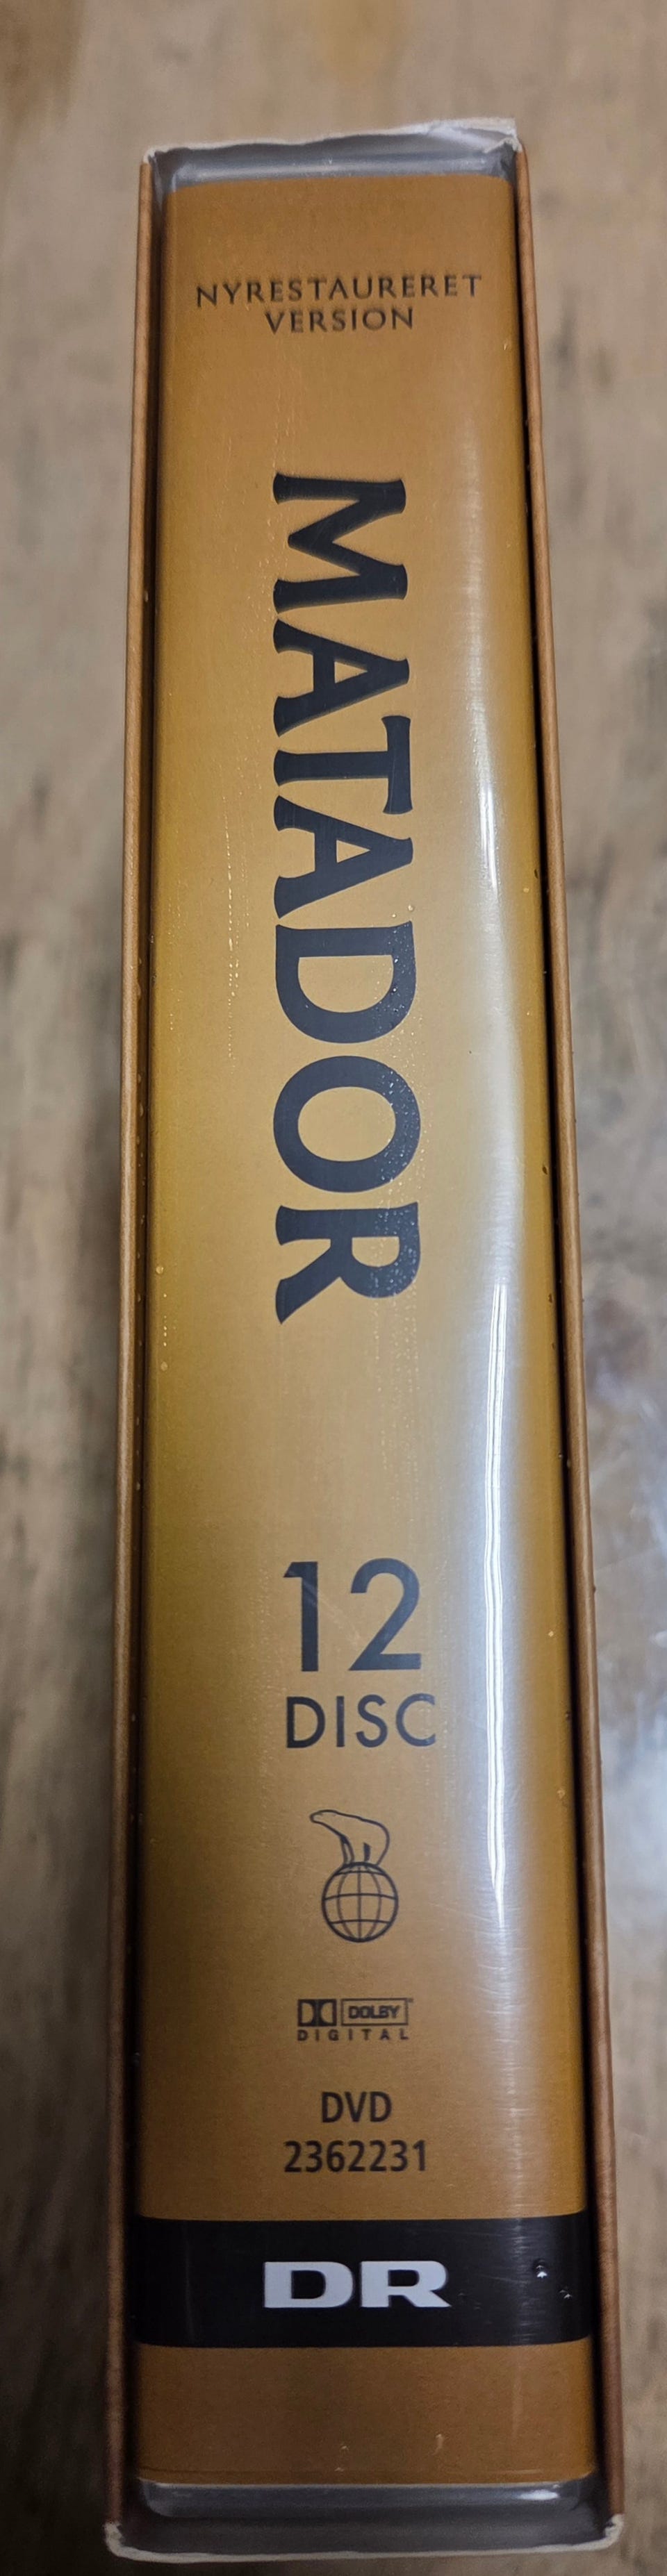 NYRESTAURERET
VERSION
MATADOR
12
DISC
DOLBY
DIGITAL
DVD
2362231
DR